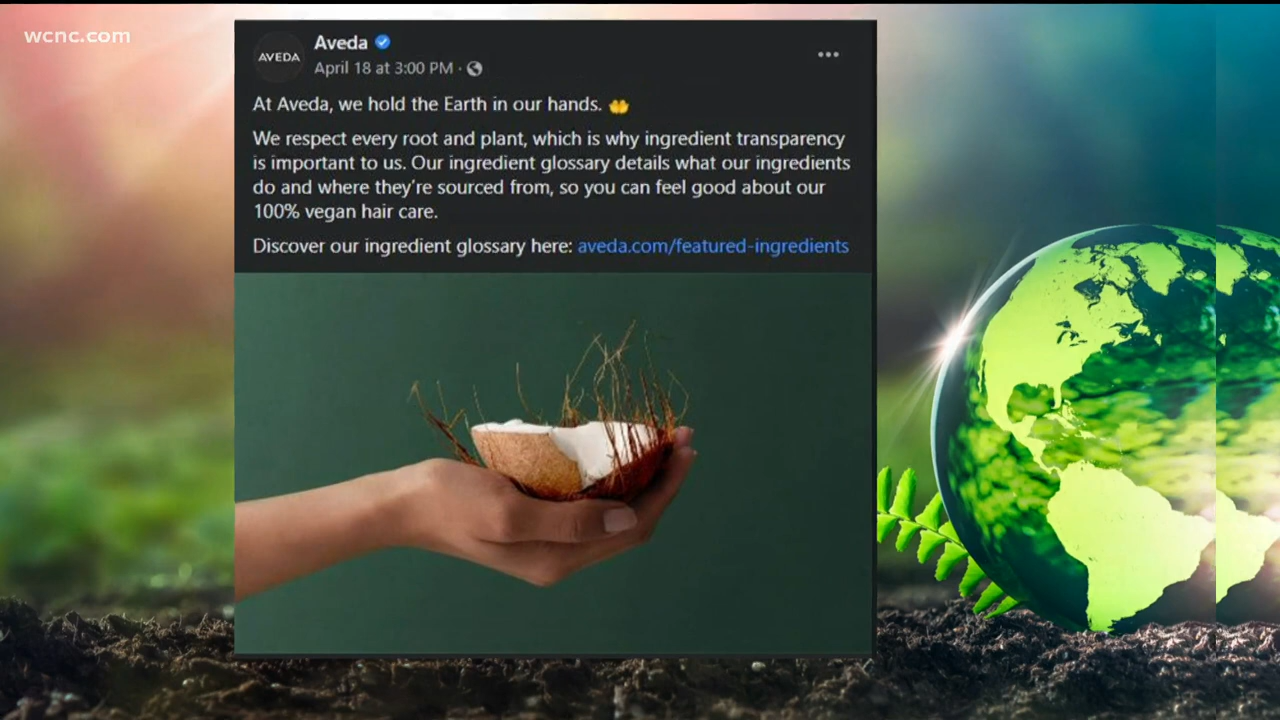 wcnc.com
AVEDA
Aveda
April 18 at 3:00 PM ·
At Aveda, we hold the Earth in our hands. 🤲
We respect every root and plant, which is why ingredient transparency
is important to us. Our ingredient glossary details what our ingredients
do and where they're sourced from, so you can feel good about our
100% vegan hair care.
Discover our ingredient glossary here: aveda.com/featured-ingredients